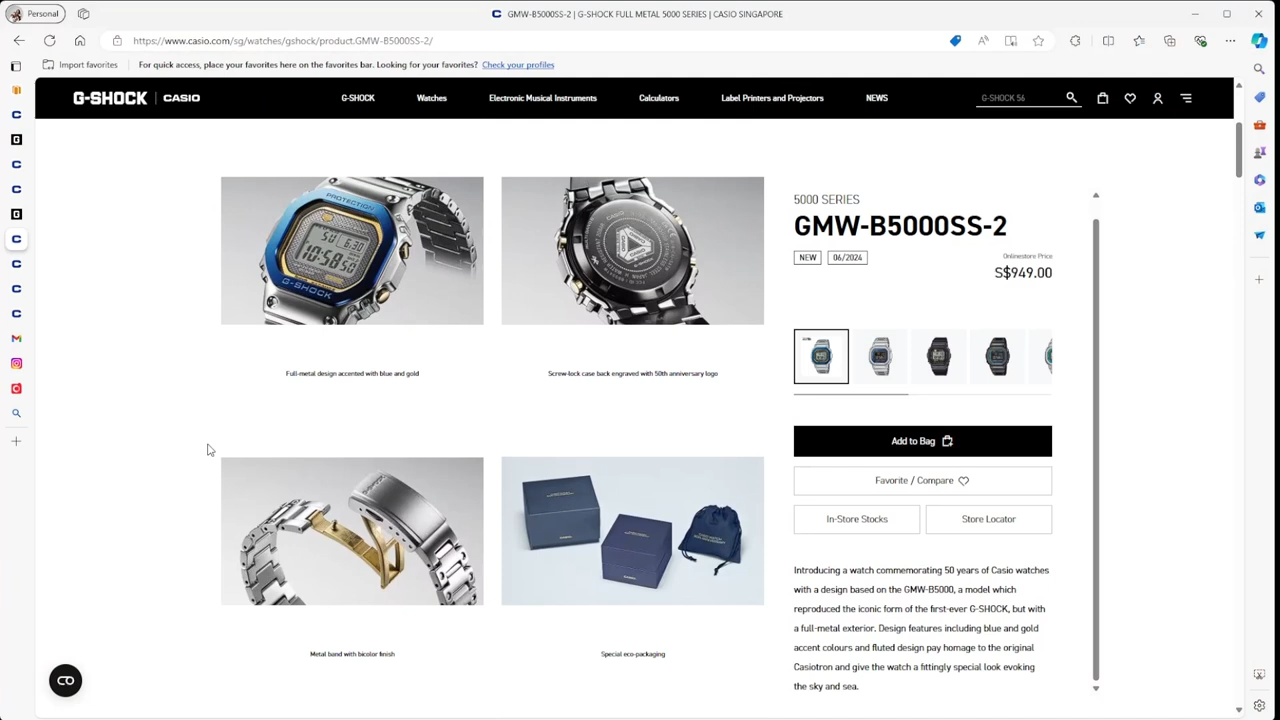 Personal
GMW-B5000SS-2 | G-SHOCK FULL METAL 5000 SERIES | CASIO SINGAPORE
https://www.casio.com/sg/watches/gshock/product.GMW-B5000SS-2/
Import favorites
For quick access, place your favorites here on the favorites bar. Looking for your favorites? Check your profiles
G-SHOCK CASIO
G-SHOCK
Watches
Electronic Musical Instruments
Calculators
Label Printers and Projectors
NEWS
G-SHOCK 56
PROTECTION
G-SHOCK
CASIO
Full-metal design accented with blue and gold
Screw-lock case back engraved with 50th anniversary logo
Metal band with bicolor finish
Special eco-packaging
5000 SERIES
GMW-B5000SS-2
NEW
06/2024
Onlinestore Price
S$949.00
Add to Bag
Favorite / Compare
In-Store Stocks
Store Locator
Introducing a watch commemorating 50 years of Casio watches
with a design based on the GMW-B5000, a model which
reproduced the iconic form of the first-ever G-SHOCK, but with
a full-metal exterior. Design features including blue and gold
accent colours and fluted design pay homage to the original
Casiotron and give the watch a fittingly special look evoking
the sky and sea.